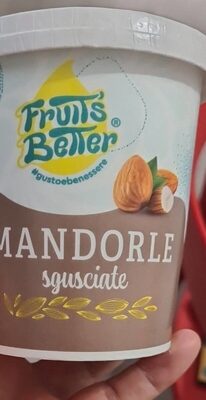 Fruits
Better®
#gustoebenessere
MANDORLE
sgusciate